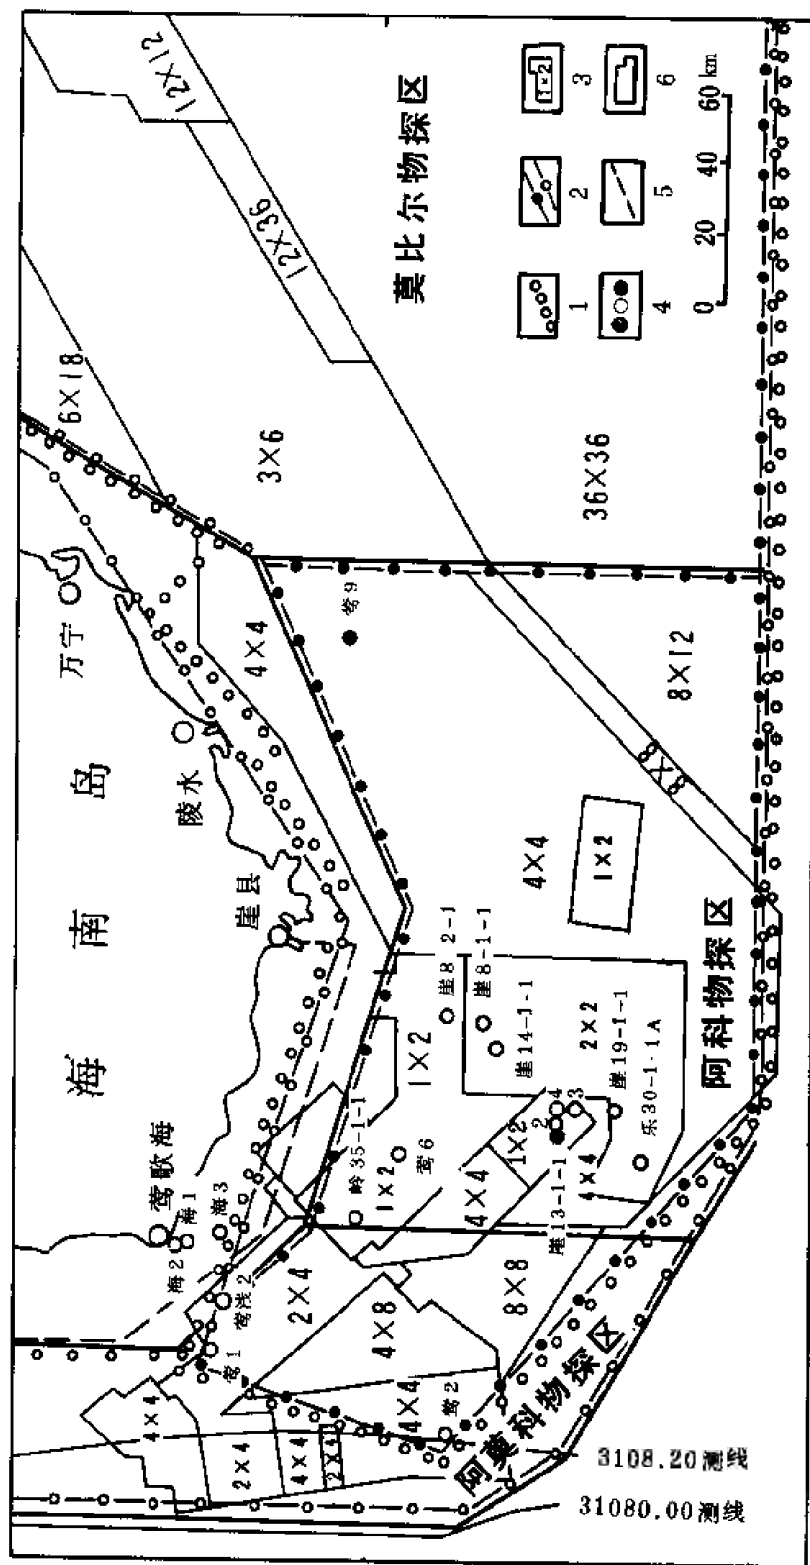 海南岛
万宁
陵水
崖县
莺歌海
海1
海2
海3
莺浅2
莺1
莺2
莺6
莺9
岭35-1-1
崖8 2-1
崖8-1-1
崖14-1-1
崖13-1-1
2
4
3
崖19-1-1
乐30-1-1A
莫比尔物探区
阿科物探区
阿莫科物探区
12×12
12×36
6×18
3×6
36×36
4×4
8×12
8×8
4×4
1×2
1×2
2×2
1×2
4×4
1×2
4×4
2×4
4×8
8×8
4×4
4×4
2×4
4×4
2×4
1×2
1
2
3
4
5
6
0 20 40 60 km
3108.20测线
31080.00测线